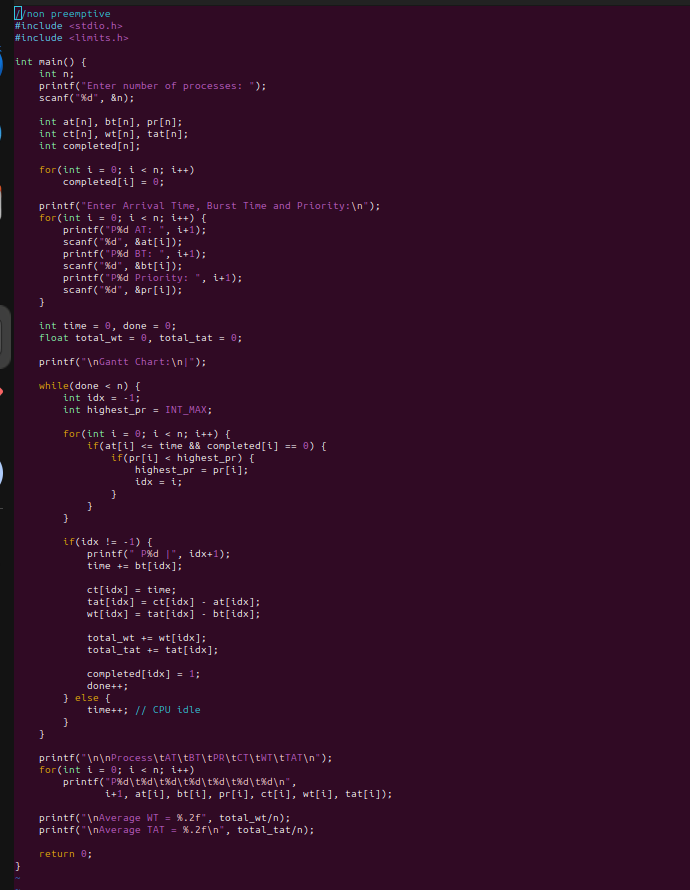 //non preemptive
#include <stdio.h>
#include <limits.h>

int main() {
    int n;
    printf("Enter number of processes: ");
    scanf("%d", &n);

    int at[n], bt[n], pr[n];
    int ct[n], wt[n], tat[n];
    int completed[n];

    for(int i = 0; i < n; i++)
        completed[i] = 0;

    printf("Enter Arrival Time, Burst Time and Priority:\n");
    for(int i = 0; i < n; i++) {
        printf("P%d AT: ", i+1);
        scanf("%d", &at[i]);
        printf("P%d BT: ", i+1);
        scanf("%d", &bt[i]);
        printf("P%d Priority: ", i+1);
        scanf("%d", &pr[i]);
    }

    int time = 0, done = 0;
    float total_wt = 0, total_tat = 0;

    printf("\nGantt Chart:\n|");

    while(done < n) {
        int idx = -1;
        int highest_pr = INT_MAX;

        for(int i = 0; i < n; i++) {
            if(at[i] <= time && completed[i] == 0) {
                if(pr[i] < highest_pr) {
                    highest_pr = pr[i];
                    idx = i;
                }
            }
        }

        if(idx != -1) {
            printf(" P%d |", idx+1);
            time += bt[idx];

            ct[idx] = time;
            tat[idx] = ct[idx] - at[idx];
            wt[idx] = tat[idx] - bt[idx];

            total_wt += wt[idx];
            total_tat += tat[idx];

            completed[idx] = 1;
            done++;
        } else {
            time++; // CPU idle
        }
    }

    printf("\n\nProcess\tAT\tBT\tPR\tCT\tWT\tTAT\n");
    for(int i = 0; i < n; i++)
        printf("P%d\t%d\t%d\t%d\t%d\t%d\t%d\n",
               i+1, at[i], bt[i], pr[i], ct[i], wt[i], tat[i]);

    printf("\nAverage WT = %.2f", total_wt/n);
    printf("\nAverage TAT = %.2f\n", total_tat/n);

    return 0;
}
~
~